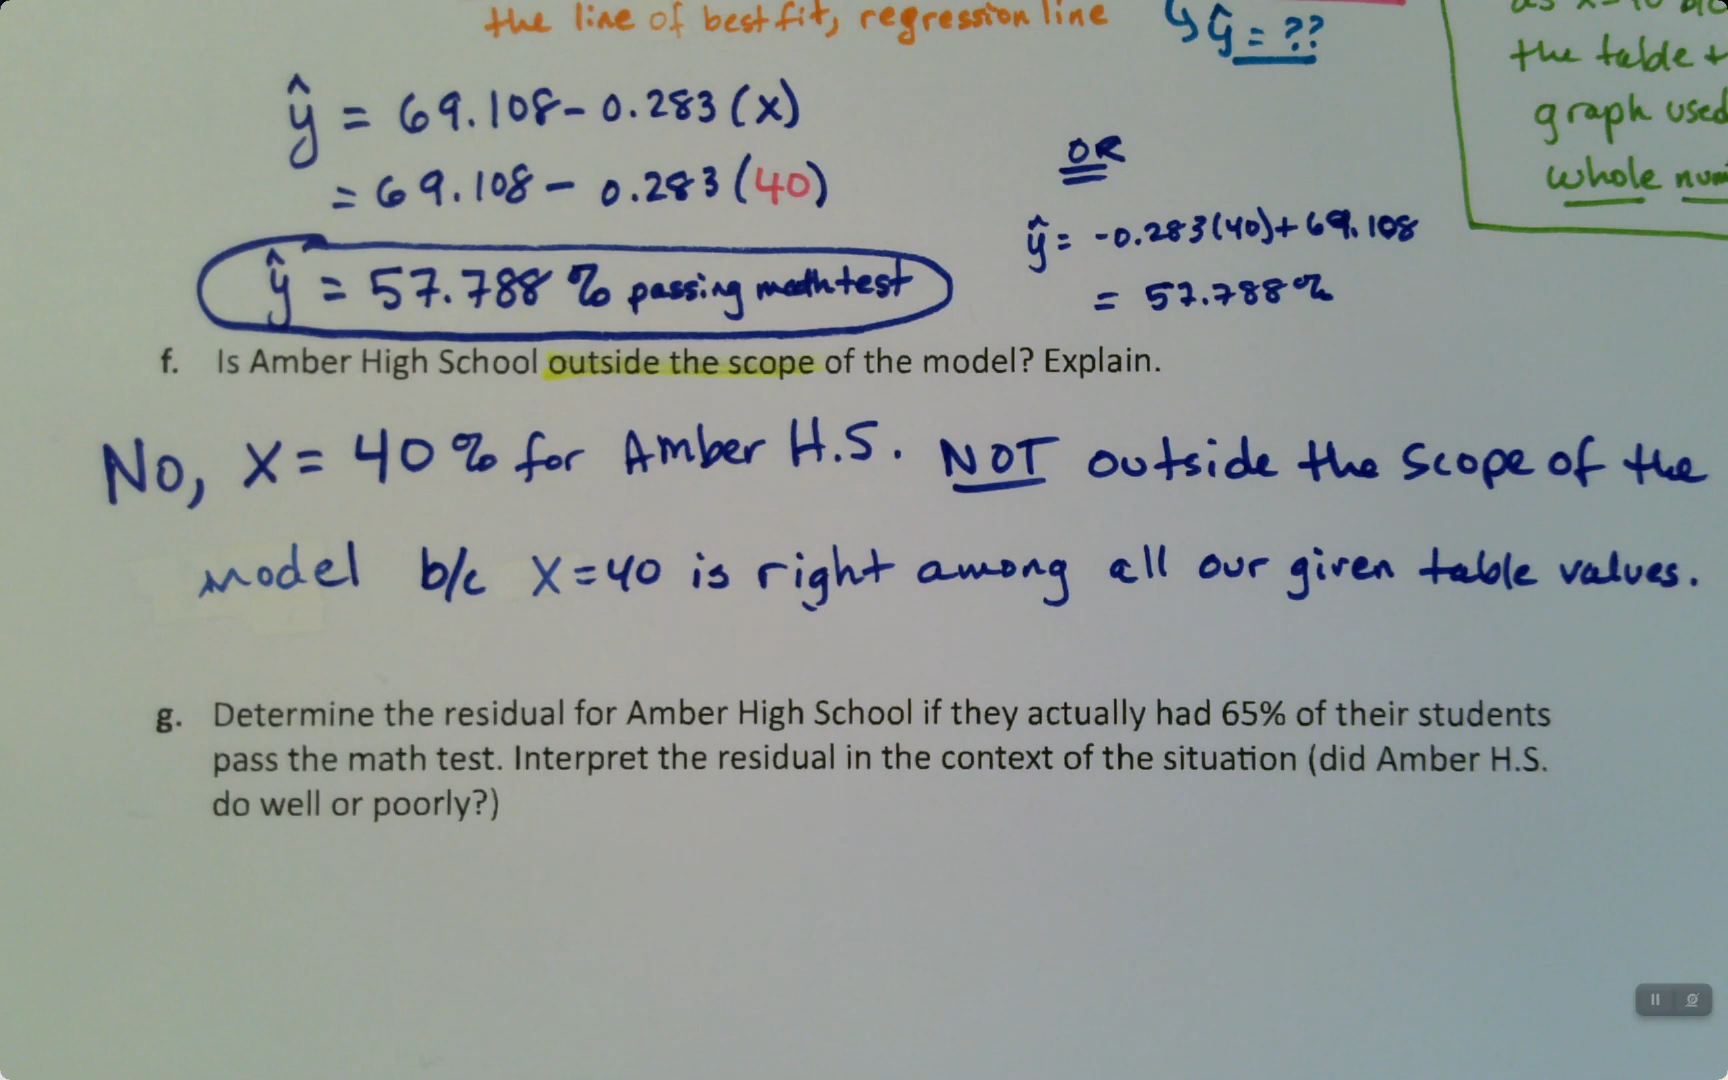 the line of best fit, regression line
↳ ŷ = ??
the table
graph used
whole
ŷ = 69.108 - 0.283 (x)
= 69.108 - 0.283 (40)
ŷ = 57.788 % passing math test
OR
ŷ = -0.283(40) + 69.108
= 57.788%
f. Is Amber High School outside the scope of the model? Explain.
No, x = 40% for Amber H.S. NOT outside the scope of the
model b/c x=40 is right among all our given table values.
g. Determine the residual for Amber High School if they actually had 65% of their students
pass the math test. Interpret the residual in the context of the situation (did Amber H.S.
do well or poorly?)